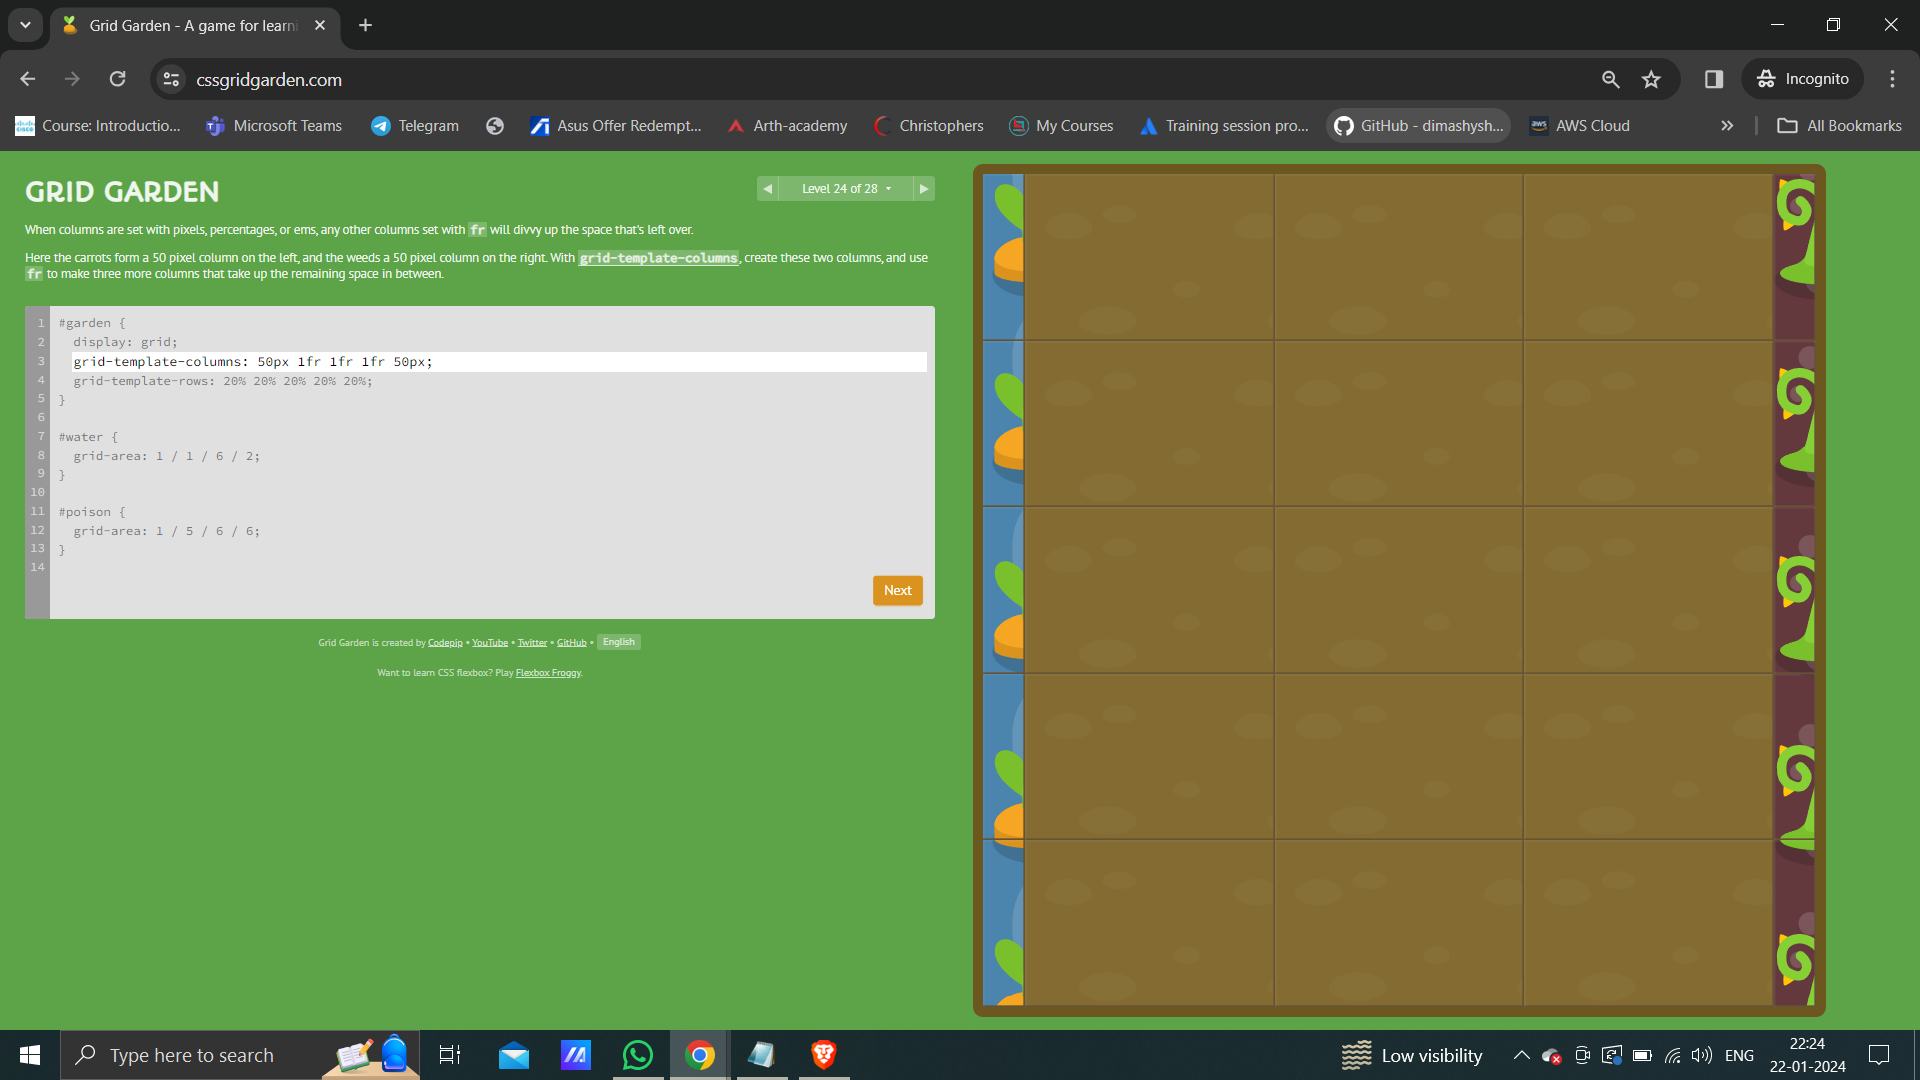 Grid Garden - A game for learni
cssgridgarden.com
Incognito
Course: Introductio...
Microsoft Teams
Telegram
Asus Offer Redempt...
Arth-academy
Christophers
My Courses
Training session pro...
GitHub - dimashysh...
AWS Cloud
All Bookmarks
GRID GARDEN
Level 24 of 28
When columns are set with pixels, percentages, or ems, any other columns set with fr will divvy up the space that's left over.
Here the carrots form a 50 pixel column on the left, and the weeds a 50 pixel column on the right. With grid-template-columns, create these two columns, and use
fr to make three more columns that take up the remaining space in between.
1 #garden {
2 display: grid;
3 grid-template-columns: 50px 1fr 1fr 1fr 50px;
4 grid-template-rows: 20% 20% 20% 20% 20%;
5 }
6
7 #water {
8 grid-area: 1 / 1 / 6 / 2;
9 }
10
11 #poison {
12 grid-area: 1 / 5 / 6 / 6;
13 }
14
Next
Grid Garden is created by Codepip • YouTube • Twitter • GitHub • English
Want to learn CSS flexbox? Play Flexbox Froggy.
Type here to search
Low visibility
ENG
22:24
22-01-2024